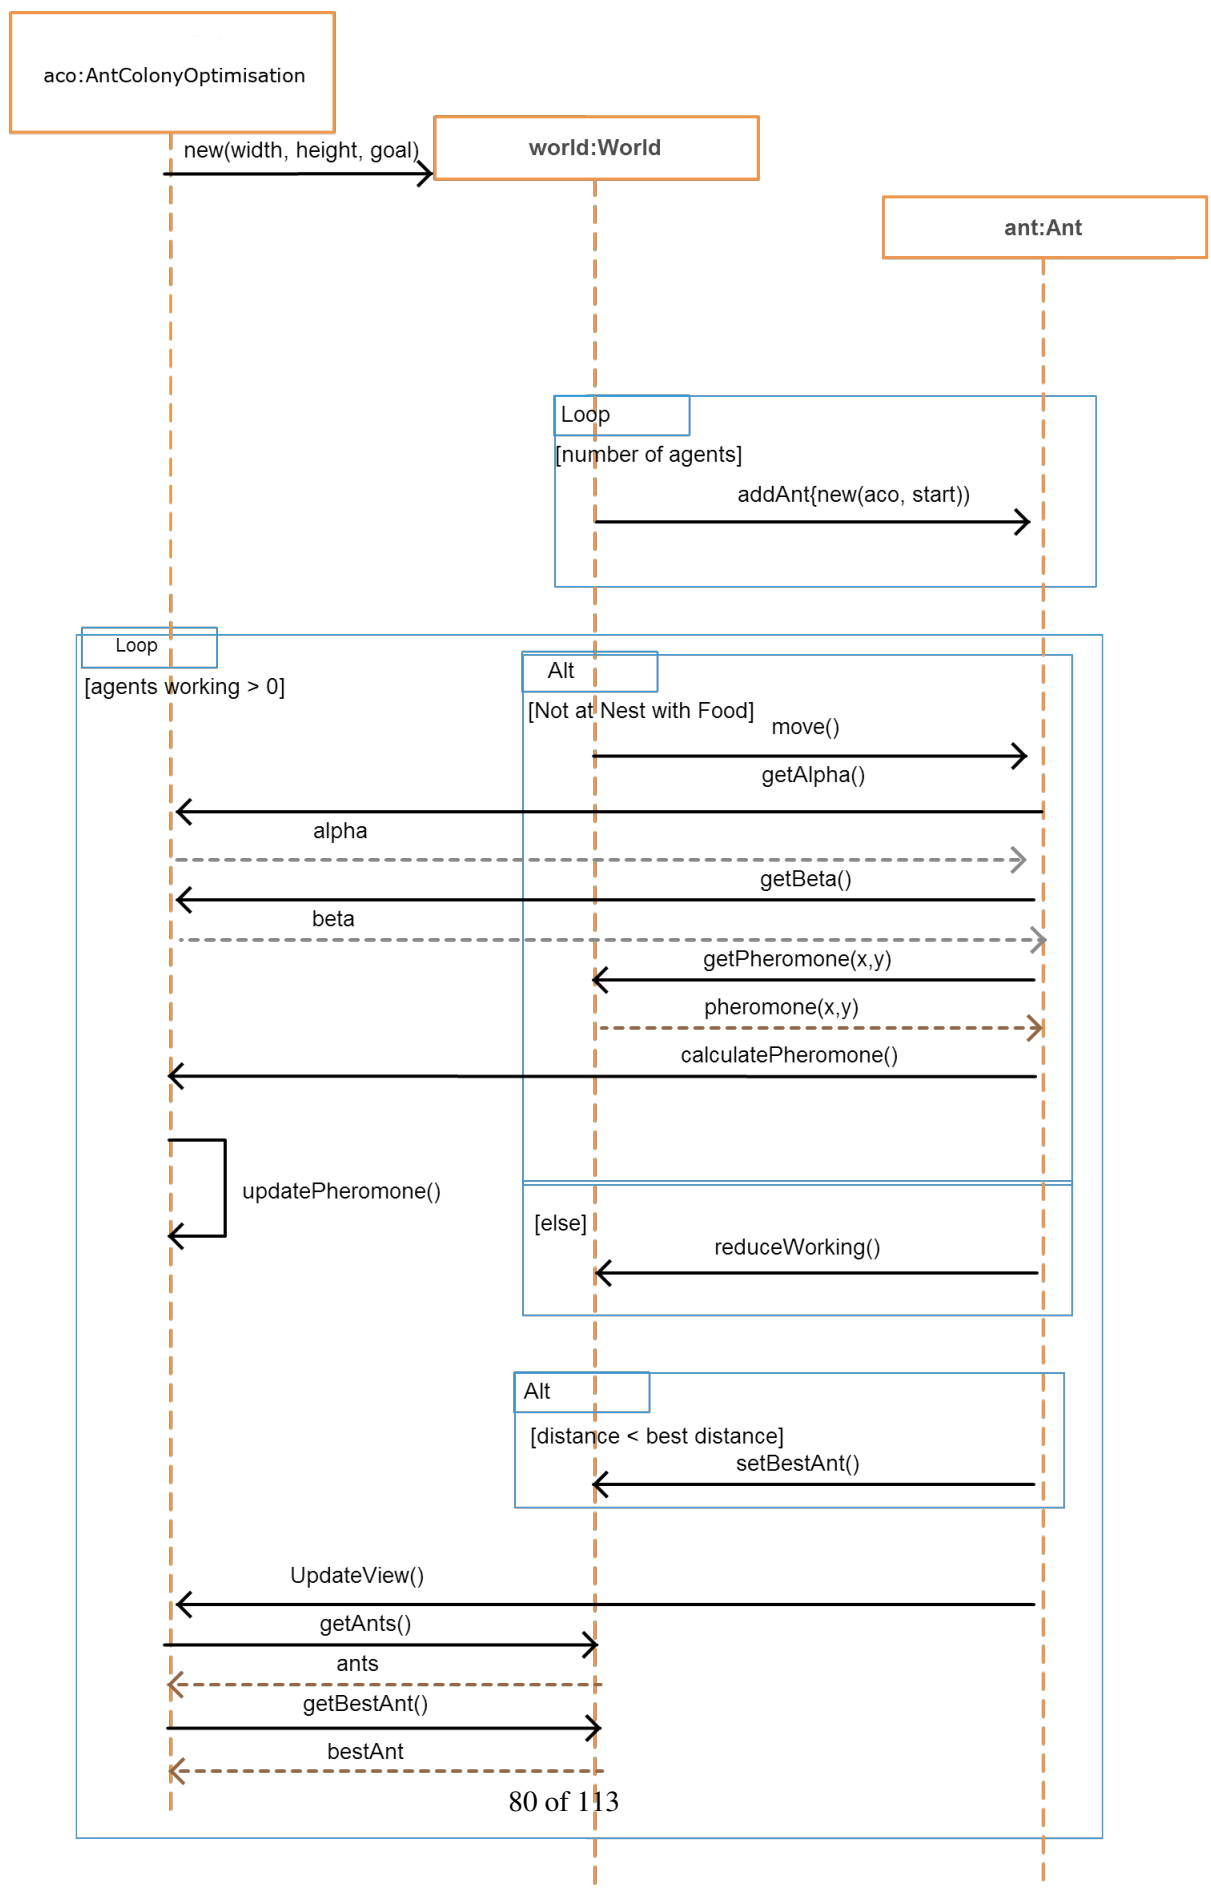 aco:AntColonyOptimisation
new(width, height, goal)
world:World
ant:Ant
Loop
[number of agents]
addAnt{new(aco, start))
Loop
[agents working > 0]
Alt
[Not at Nest with Food]
move()
getAlpha()
alpha
getBeta()
beta
getPheromone(x,y)
pheromone(x,y)
calculatePheromone()
updatePheromone()
[else]
reduceWorking()
Alt
[distance < best distance]
setBestAnt()
UpdateView()
getAnts()
ants
getBestAnt()
bestAnt
80 of 113